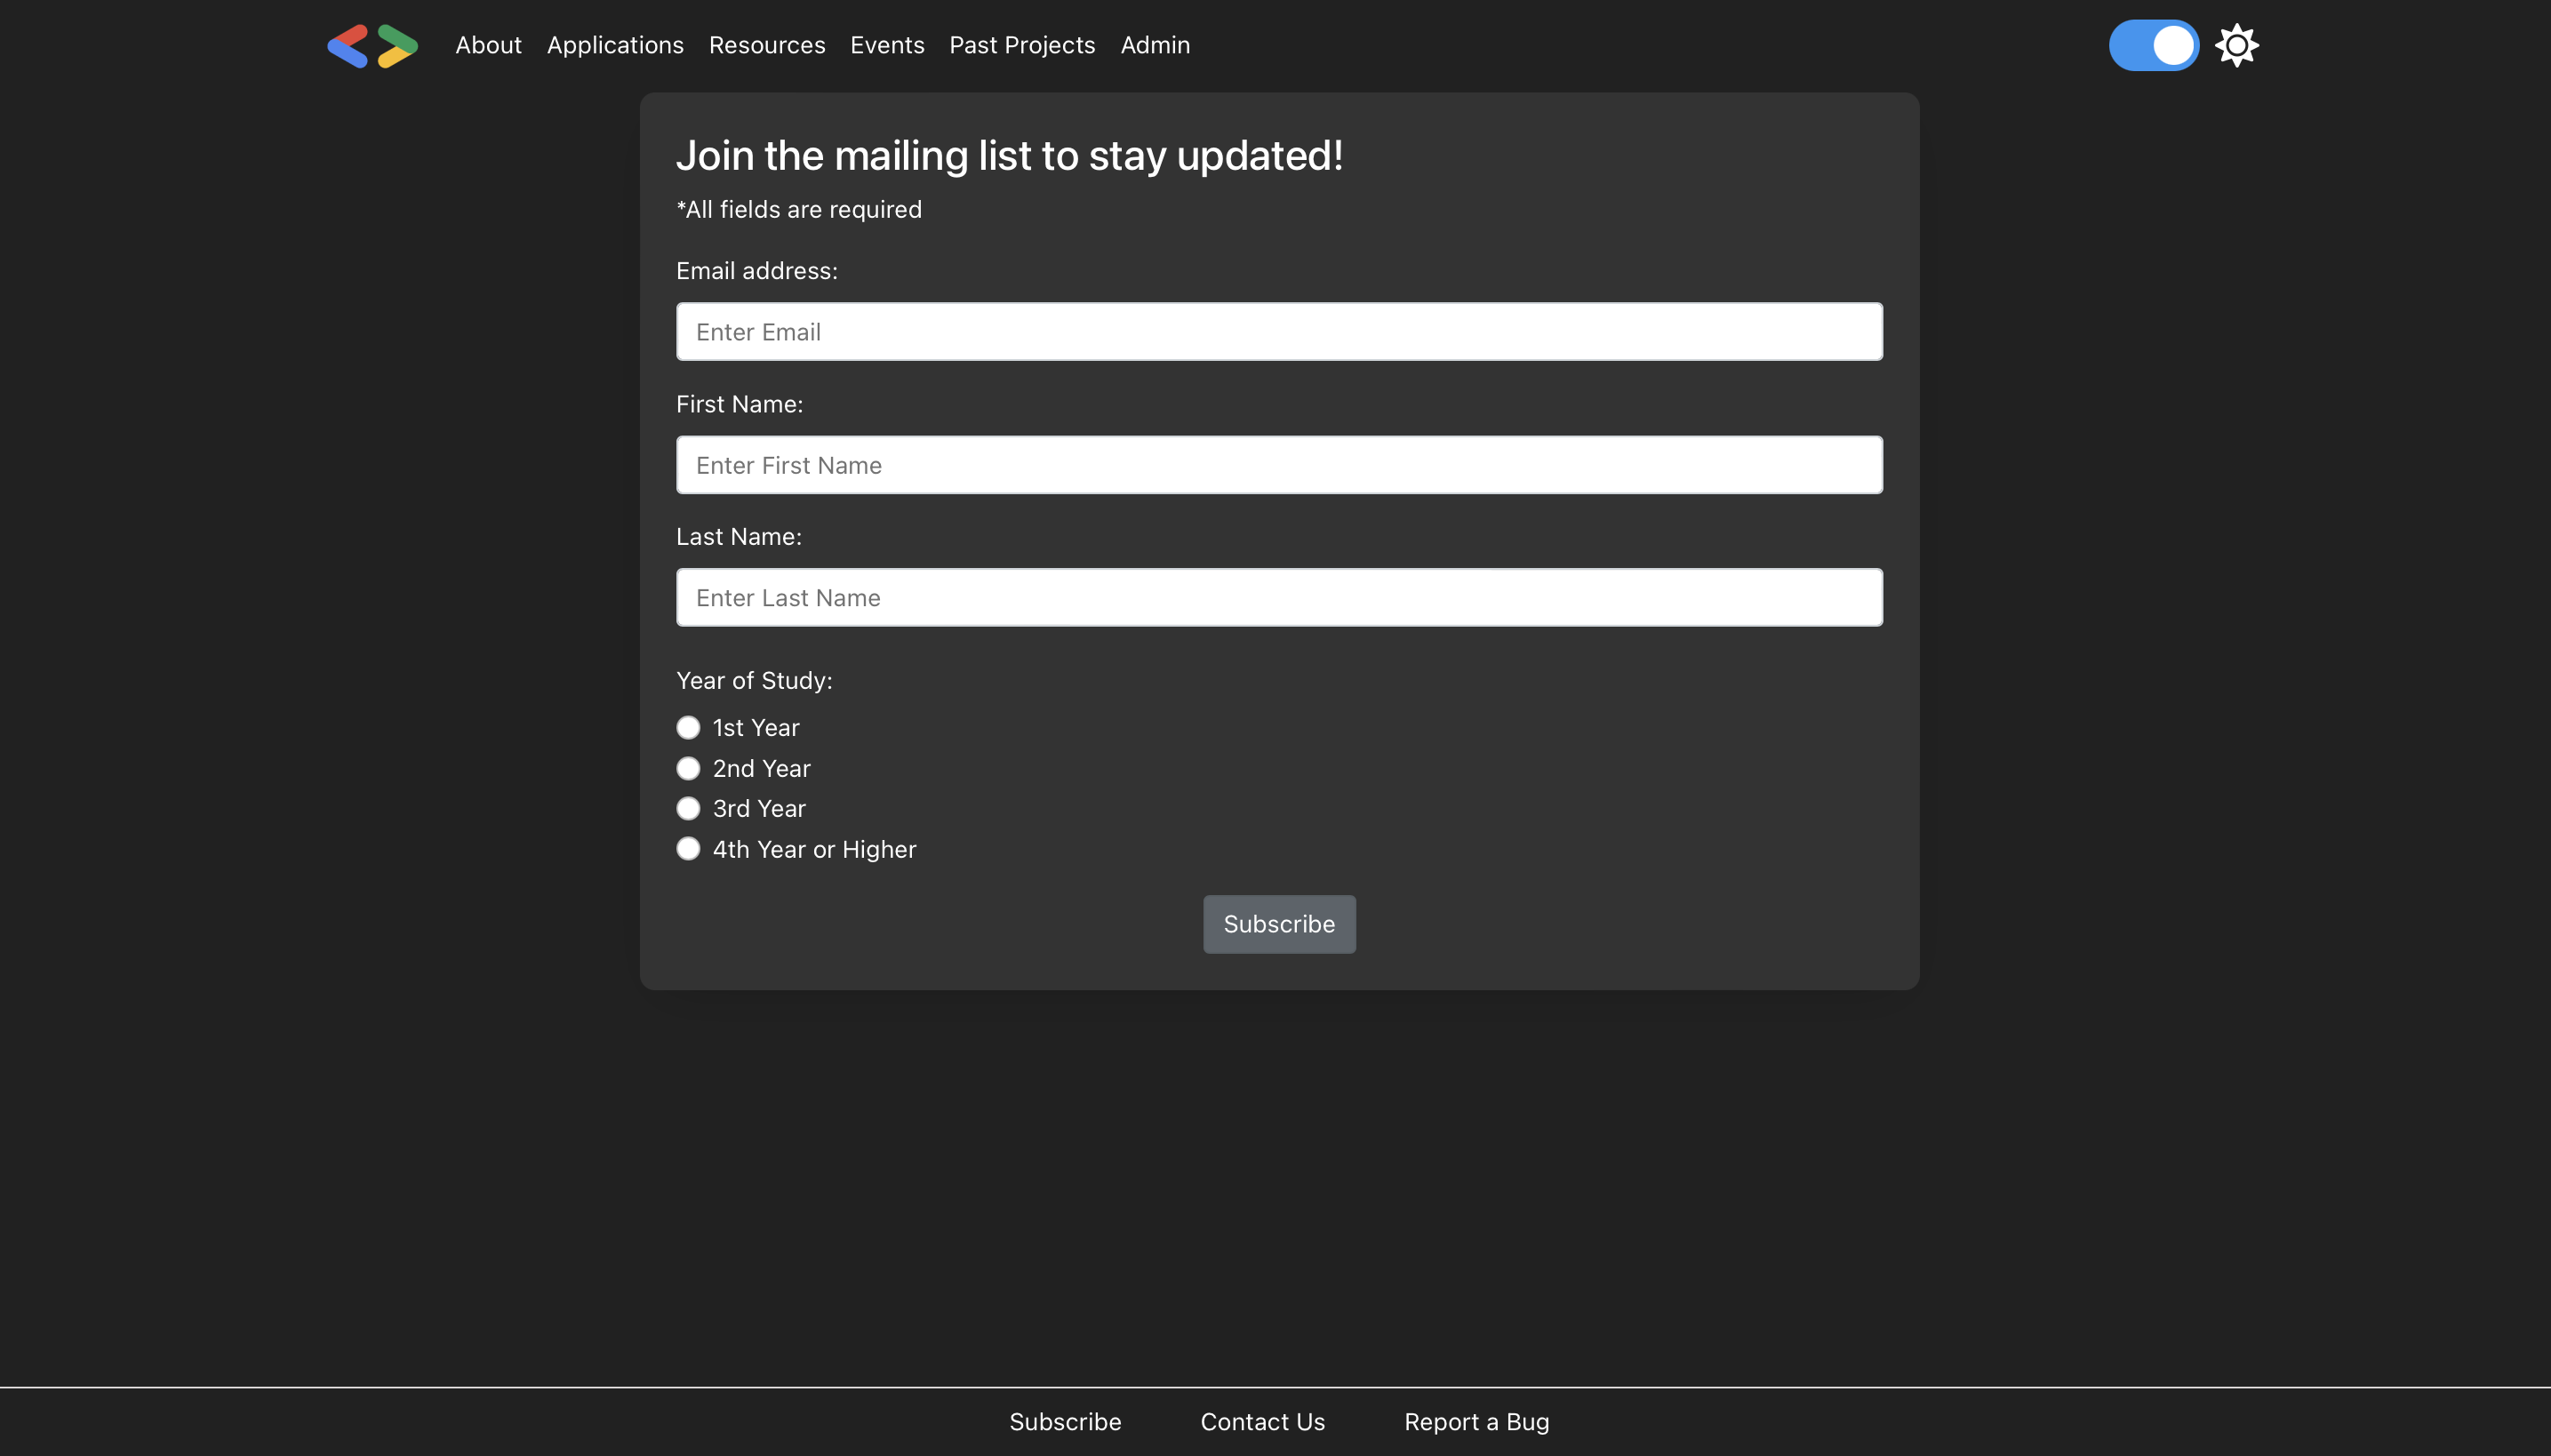 About Applications Resources Events Past Projects Admin
Join the mailing list to stay updated!
*All fields are required
Email address:
Enter Email
First Name:
Enter First Name
Last Name:
Enter Last Name
Year of Study:
1st Year
2nd Year
3rd Year
4th Year or Higher
Subscribe
Subscribe Contact Us Report a Bug